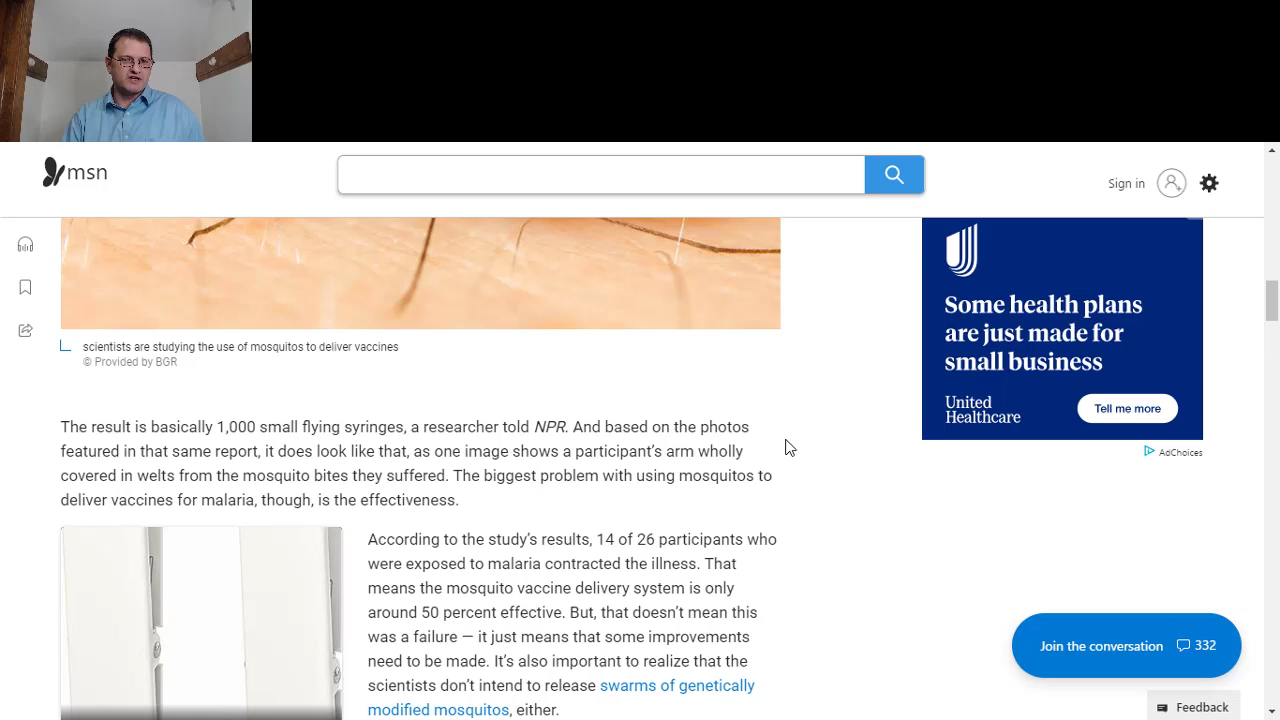 msn
Sign in
Some health plans
are just made for
small business
United
Healthcare
Tell me more
AdChoices
scientists are studying the use of mosquitos to deliver vaccines
© Provided by BGR
The result is basically 1,000 small flying syringes, a researcher told NPR. And based on the photos
featured in that same report, it does look like that, as one image shows a participant's arm wholly
covered in welts from the mosquito bites they suffered. The biggest problem with using mosquitos to
deliver vaccines for malaria, though, is the effectiveness.
According to the study's results, 14 of 26 participants who
were exposed to malaria contracted the illness. That
means the mosquito vaccine delivery system is only
around 50 percent effective. But, that doesn't mean this
was a failure — it just means that some improvements
need to be made. It's also important to realize that the
scientists don't intend to release swarms of genetically
modified mosquitos, either.
Join the conversation 332
Feedback